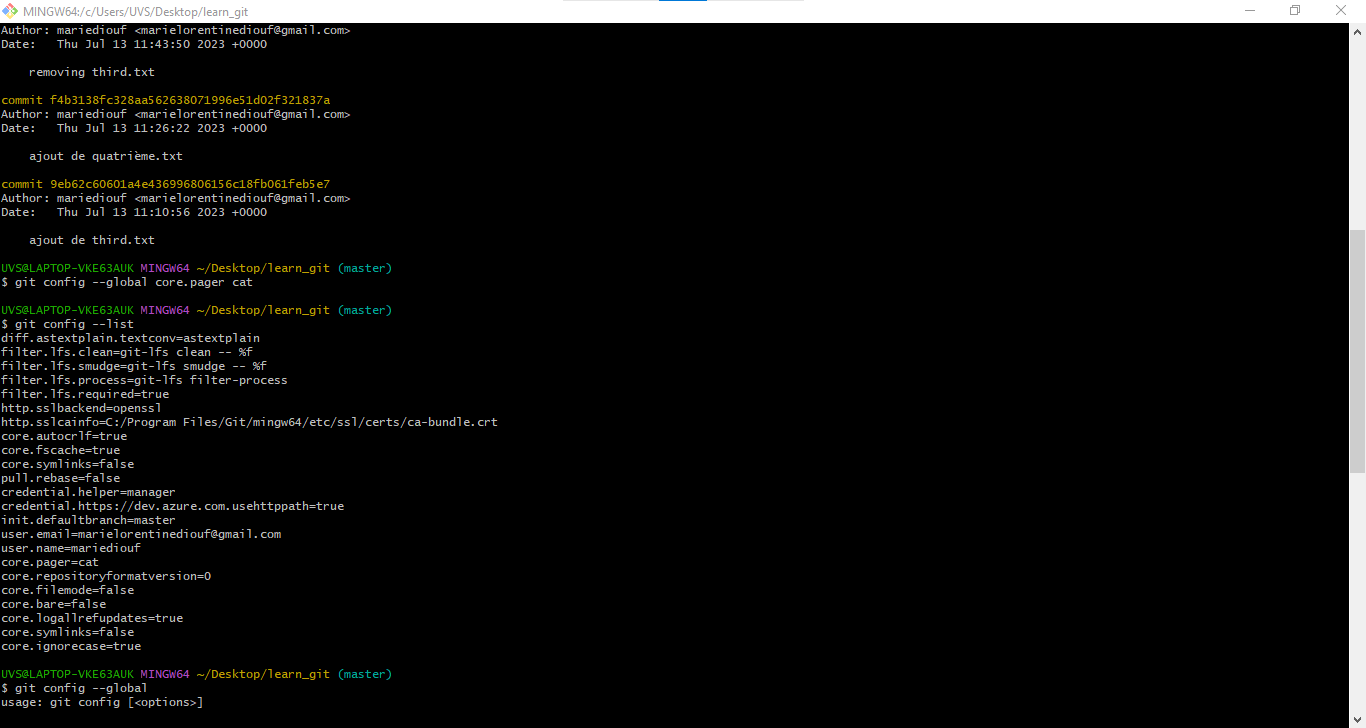 MINGW64:/c/Users/UVS/Desktop/learn_git
Author: mariediouf <marielorentinediouf@gmail.com>
Date:   Thu Jul 13 11:43:50 2023 +0000
    removing third.txt
commit f4b3138fc328aa562638071996e51d02f321837a
Author: mariediouf <marielorentinediouf@gmail.com>
Date:   Thu Jul 13 11:26:22 2023 +0000
    ajout de quatrième.txt
commit 9eb62c60601a4e436996806156c18fb061feb5e7
Author: mariediouf <marielorentinediouf@gmail.com>
Date:   Thu Jul 13 11:10:56 2023 +0000
    ajout de third.txt
UVS@LAPTOP-VKE63AUK MINGW64 ~/Desktop/learn_git (master)
$ git config --global core.pager cat
UVS@LAPTOP-VKE63AUK MINGW64 ~/Desktop/learn_git (master)
$ git config --list
diff.astextplain.textconv=astextplain
filter.lfs.clean=git-lfs clean -- %f
filter.lfs.smudge=git-lfs smudge -- %f
filter.lfs.process=git-lfs filter-process
filter.lfs.required=true
http.sslbackend=openssl
http.sslcainfo=C:/Program Files/Git/mingw64/etc/ssl/certs/ca-bundle.crt
core.autocrlf=true
core.fscache=true
core.symlinks=false
pull.rebase=false
credential.helper=manager
credential.https://dev.azure.com.usehttppath=true
init.defaultbranch=master
user.email=marielorentinediouf@gmail.com
user.name=mariediouf
core.pager=cat
core.repositoryformatversion=0
core.filemode=false
core.bare=false
core.logallrefupdates=true
core.symlinks=false
core.ignorecase=true
UVS@LAPTOP-VKE63AUK MINGW64 ~/Desktop/learn_git (master)
$ git config --global
usage: git config [<options>]